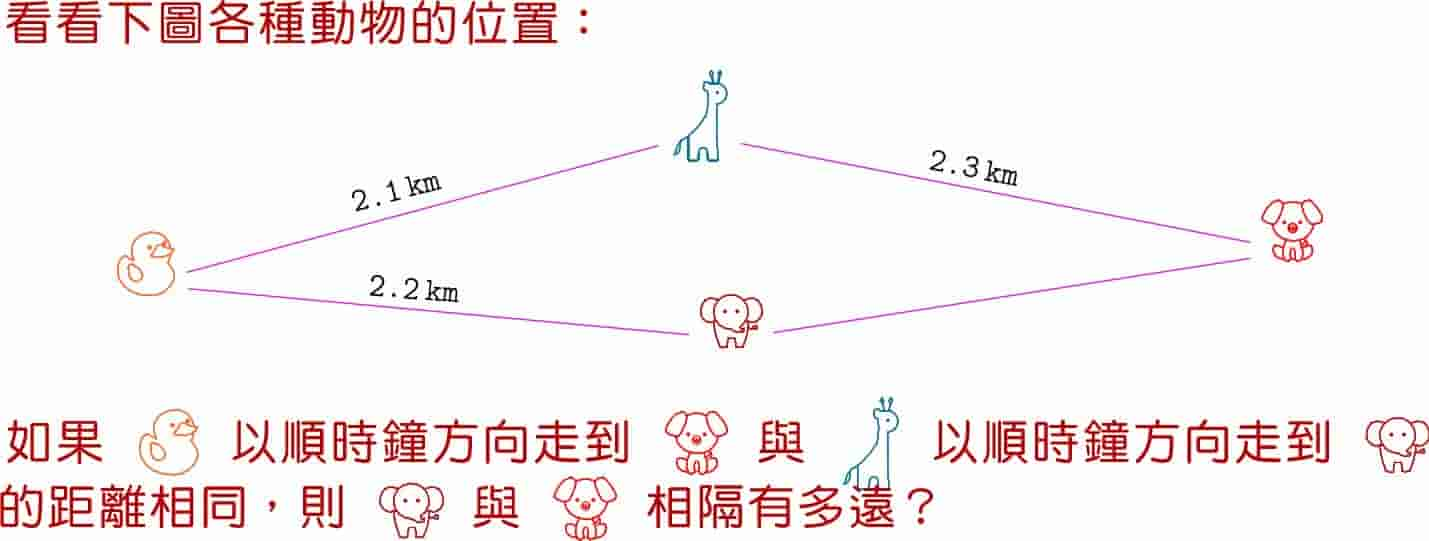 看看下圖各種動物的位置：
2.1 km
2.3 km
2.2 km
如果 以順時鐘方向走到 與 以順時鐘方向走到
的距離相同，則 與 相隔有多遠？